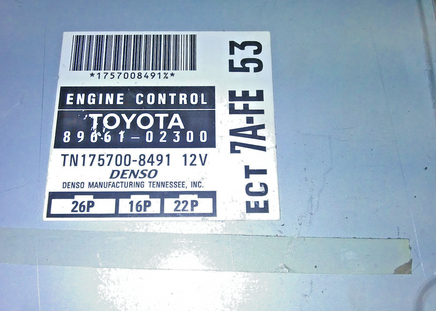 *1757008491%*
ENGINE CONTROL
TOYOTA
89661-02300
TN175700-8491 12V
DENSO
DENSO MANUFACTURING TENNESSEE, INC.
26P 16P 22P
ECT 7A-FE 53